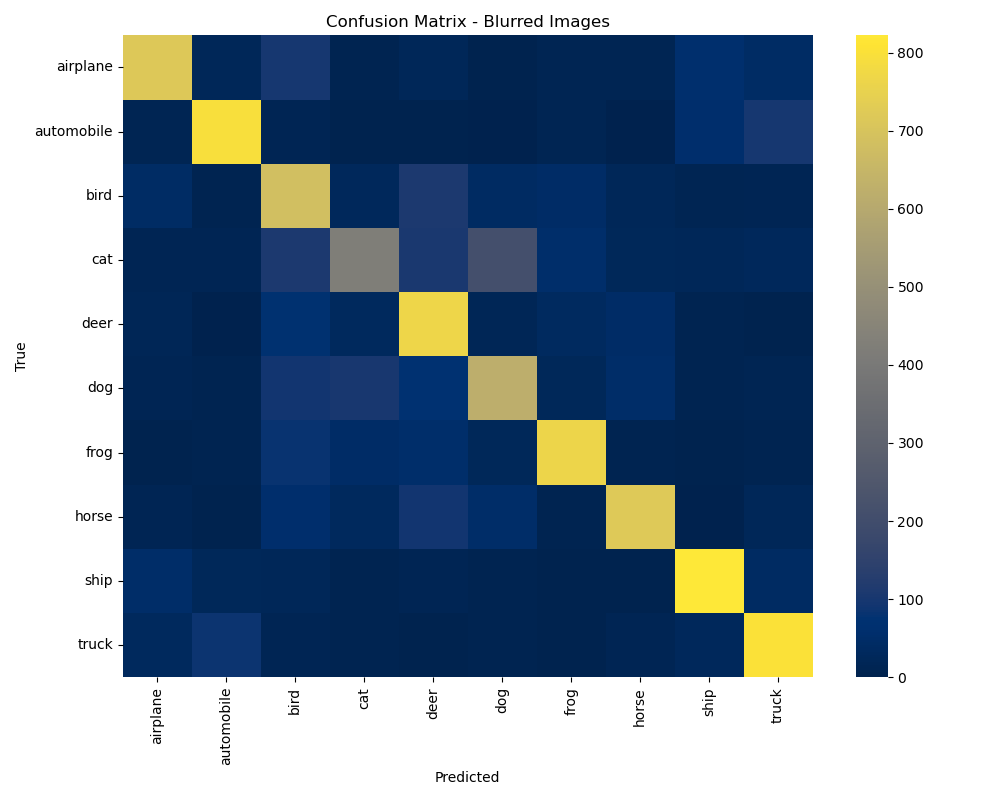 Confusion Matrix - Blurred Images
True
airplane
automobile
bird
cat
deer
dog
frog
horse
ship
truck
airplane
automobile
bird
cat
deer
dog
frog
horse
ship
truck
Predicted
800
700
600
500
400
300
200
100
0